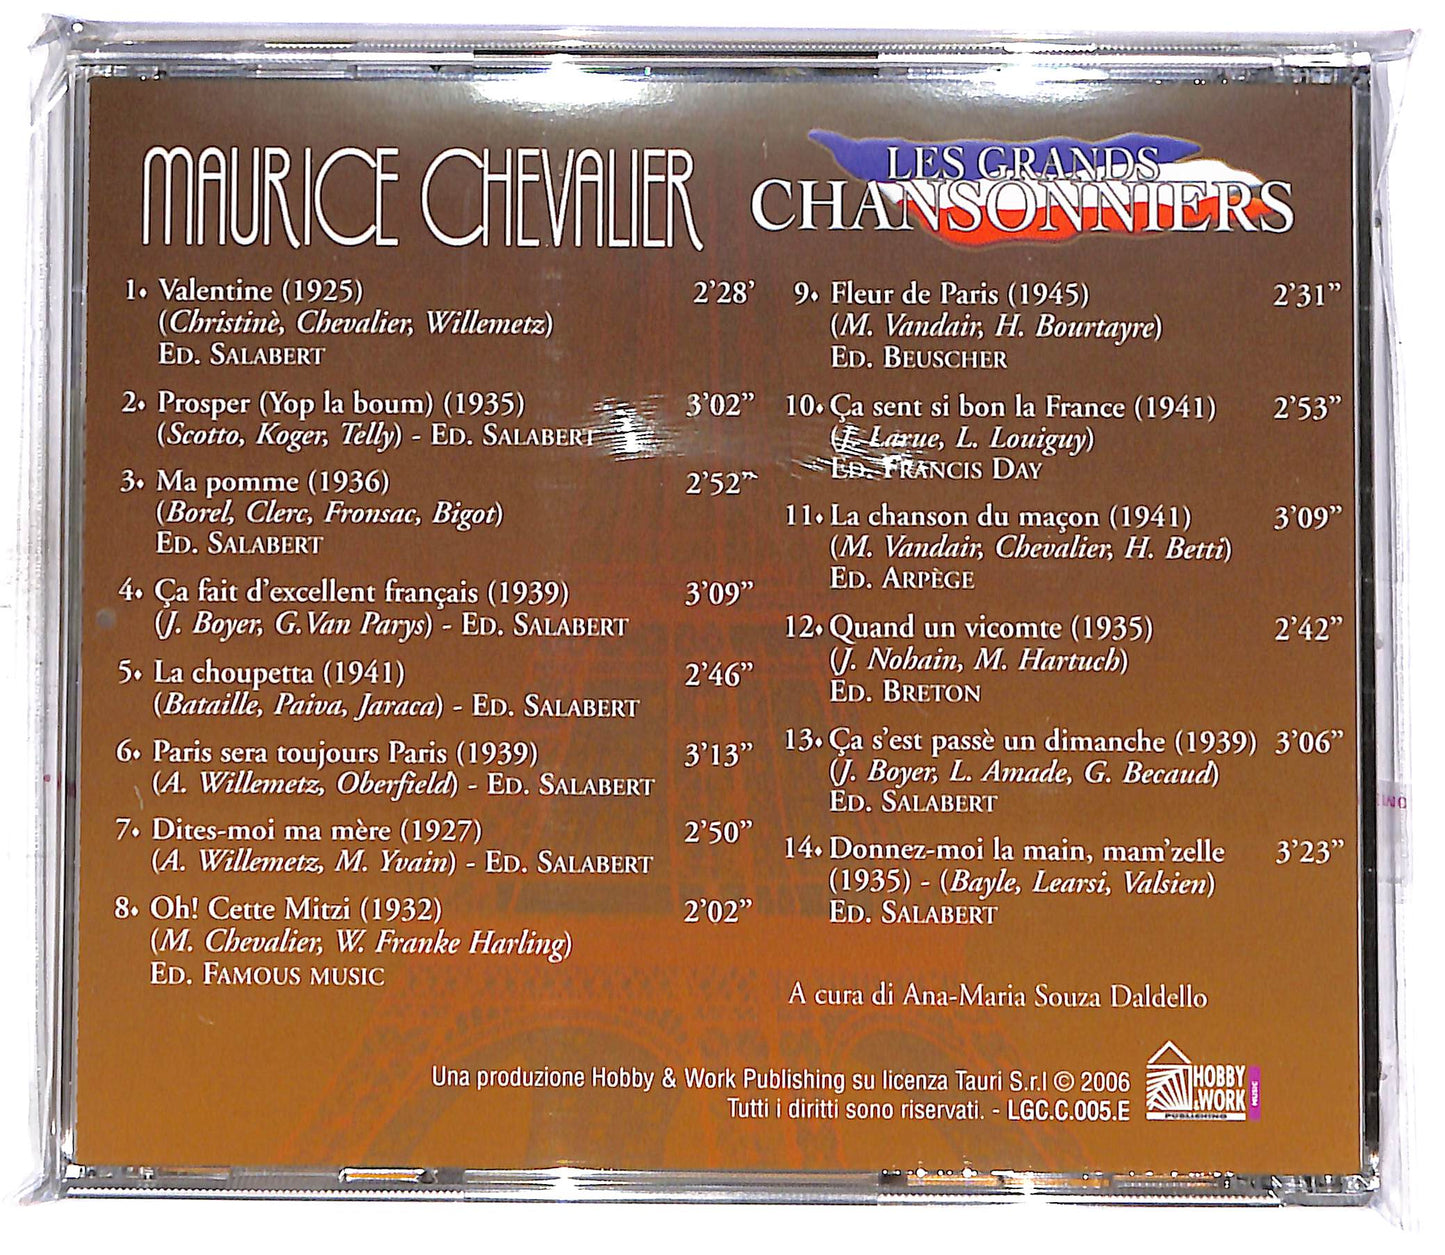 MAURICE CHEVALIER
LES GRANDS
CHANSONNIERS
1♦ Valentine (1925) 2'28'
(Christinè, Chevalier, Willemetz)
ED. SALABERT
2♦ Prosper (Yop la boum) (1935) 3'02”
(Scotto, Koger, Telly) - ED. SALABERT
3♦ Ma pomme (1936) 2'52”
(Borel, Clerc, Fronsac, Bigot)
ED. SALABERT
4♦ Ça fait d'excellent français (1939) 3'09”
(J. Boyer, G. Van Parys) - ED. SALABERT
5♦ La choupetta (1941) 2'46”
(Bataille, Paiva, Jaraca) - ED. SALABERT
6♦ Paris sera toujours Paris (1939) 3'13”
(A. Willemetz, Oberfield) - ED. SALABERT
7♦ Dites-moi ma mère (1927) 2'50”
(A. Willemetz, M. Yvain) - ED. SALABERT
8♦ Oh! Cette Mitzi (1932) 2'02”
(M. Chevalier, W. Franke Harling)
ED. FAMOUS MUSIC
9♦ Fleur de Paris (1945) 2'31”
(M. Vandair, H. Bourtayre)
ED. BEUSCHER
10♦ Ça sent si bon la France (1941) 2'53”
(J. Larue, L. Louiguy)
ED. FRANCIS DAY
11♦ La chanson du maçon (1941) 3'09”
(M. Vandair, Chevalier, H. Betti)
ED. ARPÈGE
12♦ Quand un vicomte (1935) 2'42”
(J. Nohain, M. Hartuch)
ED. BRETON
13♦ Ça s'est passè un dimanche (1939) 3'06”
(J. Boyer, L. Amade, G. Becaud)
ED. SALABERT
14♦ Donnez-moi la main, mam'zelle 3'23”
(1935) - (Bayle, Learsi, Valsien)
ED. SALABERT
A cura di Ana-Maria Souza Daldello
Una produzione Hobby & Work Publishing su licenza Tauri S.r.l © 2006
Tutti i diritti sono riservati. - LGC.C.005.E
HOBBY
& WORK
PUBLISHING
MUSIC